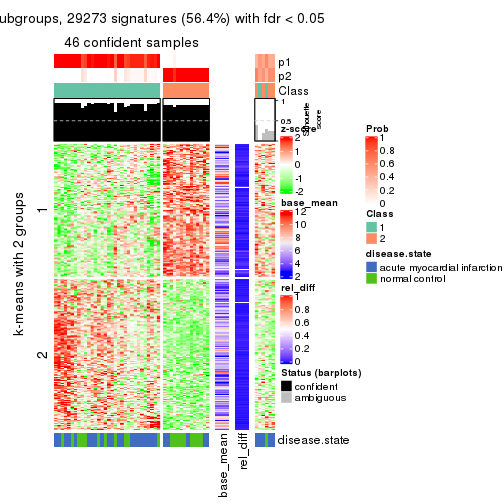 ubgroups, 29273 signatures (56.4%) with fdr < 0.05
46 confident samples
p1
p2
Class
1
0.5
Silhouette
score
k-means with 2 groups
1
2
z-score
2
1
0
-1
-2
base_mean
12
10
8
6
4
2
rel_diff
1
0.8
0.6
0.4
0.2
0
Status (barplots)
confident
ambiguous
Prob
1
0.8
0.6
0.4
0.2
0
Class
1
2
disease.state
acute myocardial infarction
normal control
disease.state
base_mean
rel_diff